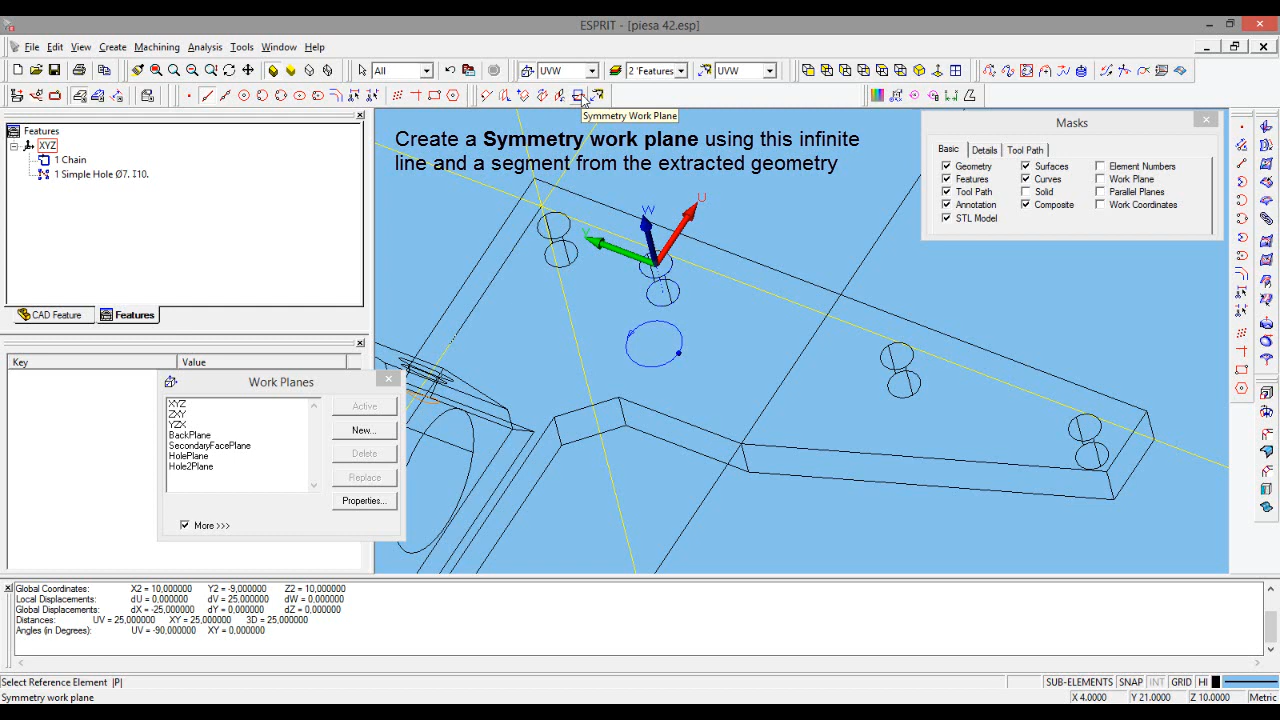 ESPRIT - [piesa 42.esp]
File Edit View Create Machining Analysis Tools Window Help
All UVW 2 'Features' UVW
Symmetry Work Plane
Features
XYZ
1 Chain
1 Simple Hole Ø7, ↧10.
Create a Symmetry work plane using this infinite
line and a segment from the extracted geometry
U
W
V
Masks
Basic Details Tool Path
Geometry Surfaces Element Numbers
Features Curves Work Plane
Tool Path Solid Parallel Planes
Annotation Composite Work Coordinates
STL Model
CAD Feature Features
Key Value
Work Planes
XYZ
ZXY
YZX
BackPlane
SecondaryFacePlane
HolePlane
Hole2Plane
Active
New...
Delete
Replace
Properties...
More >>>
Global Coordinates: X2 = 10,000000 Y2 = -9,000000 Z2 = 10,000000
Local Displacements: dU = 0,000000 dV = 25,000000 dW = 0,000000
Global Displacements: dX = -25,000000 dY = 0,000000 dZ = 0,000000
Distances: UV = 25,000000 XY = 25,000000 3D = 25,000000
Angles (in Degrees): UV = -90,000000 XY = 0,000000
Select Reference Element |P|
SUB-ELEMENTS SNAP INT GRID HI
Symmetry work plane
X 4.0000 Y 21.0000 Z 10.0000 Metric